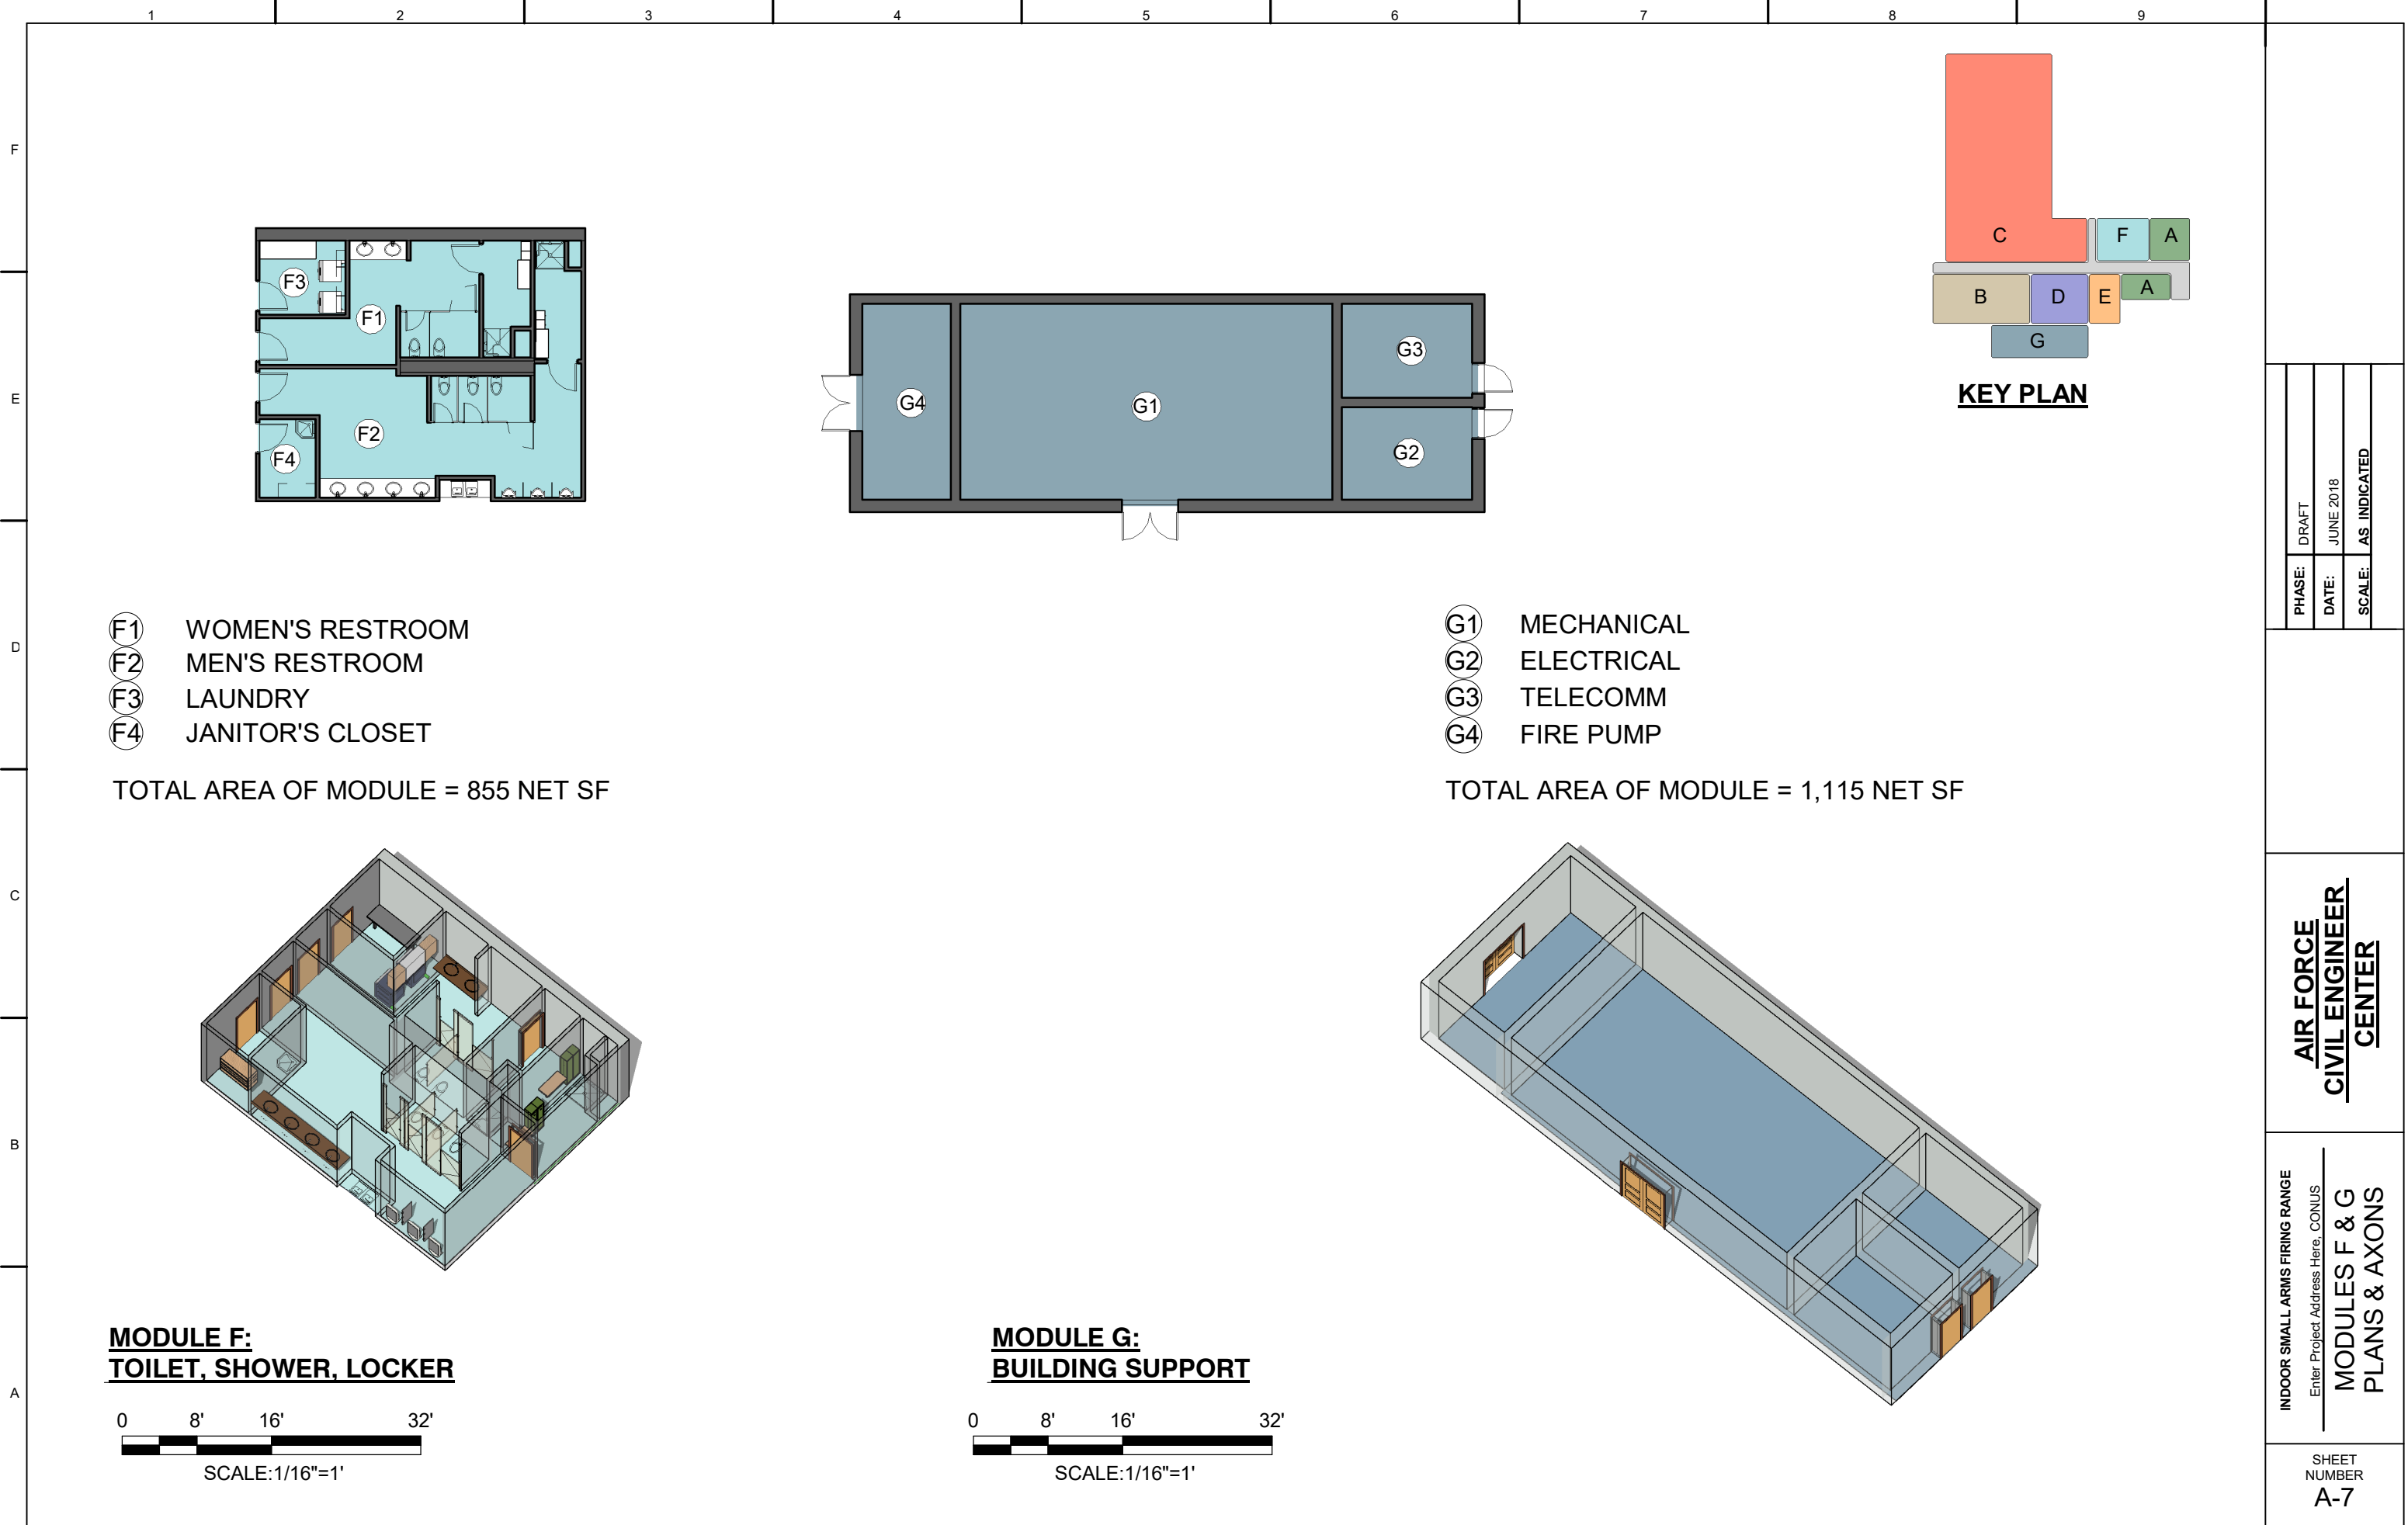 1 2 3 4 5 6 7 8 9
F
E
D
C
B
A
F3
F1
F2
F4
G4
G1
G3
G2
C
F
A
B
D
E
A
G
KEY PLAN
F1 WOMEN'S RESTROOM
F2 MEN'S RESTROOM
F3 LAUNDRY
F4 JANITOR'S CLOSET
TOTAL AREA OF MODULE = 855 NET SF
G1 MECHANICAL
G2 ELECTRICAL
G3 TELECOMM
G4 FIRE PUMP
TOTAL AREA OF MODULE = 1,115 NET SF
MODULE F:
TOILET, SHOWER, LOCKER
0 8' 16' 32'
SCALE:1/16"=1'
MODULE G:
BUILDING SUPPORT
0 8' 16' 32'
SCALE:1/16"=1'
PHASE: DRAFT
DATE: JUNE 2018
SCALE: AS INDICATED
AIR FORCE
CIVIL ENGINEER
CENTER
INDOOR SMALL ARMS FIRING RANGE
Enter Project Address Here, CONUS
MODULES F & G
PLANS & AXONS
SHEET
NUMBER
A-7